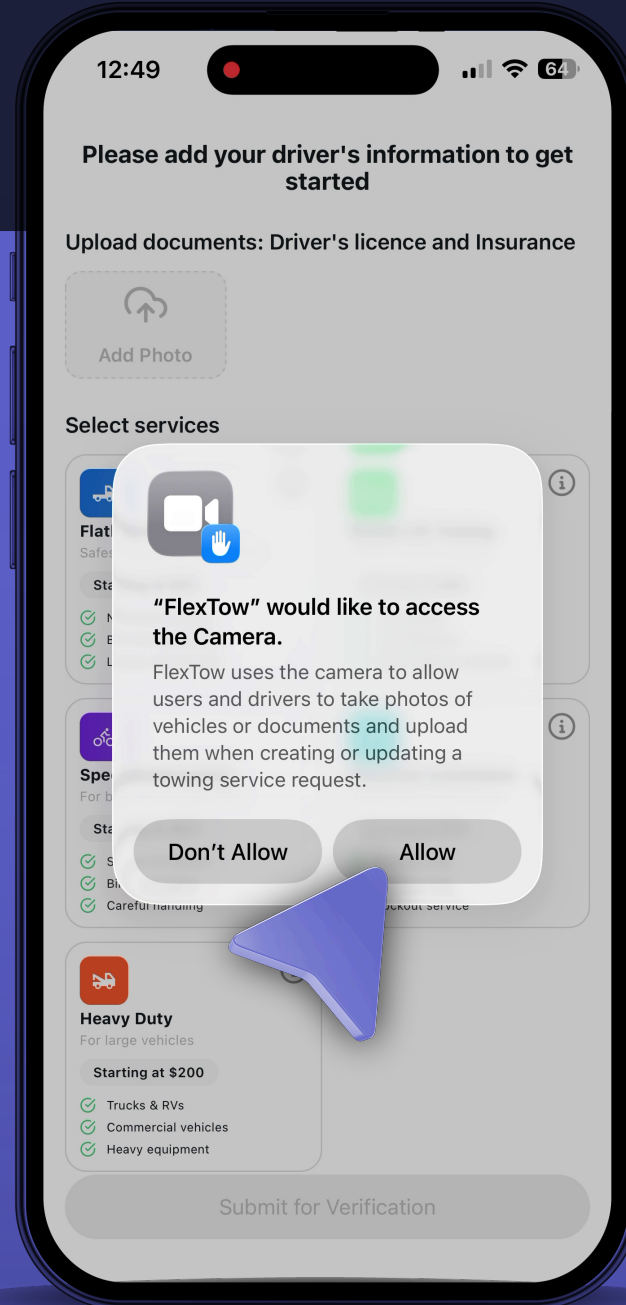 12:49
64
Please add your driver's information to get
started
Upload documents: Driver's licence and Insurance
Add Photo
Select services
“FlexTow” would like to access
the Camera.
FlexTow uses the camera to allow
users and drivers to take photos of
vehicles or documents and upload
them when creating or updating a
towing service request.
Don’t Allow
Allow
Careful handling
Heavy Duty
For large vehicles
Starting at $200
Trucks & RVs
Commercial vehicles
Heavy equipment
Submit for Verification